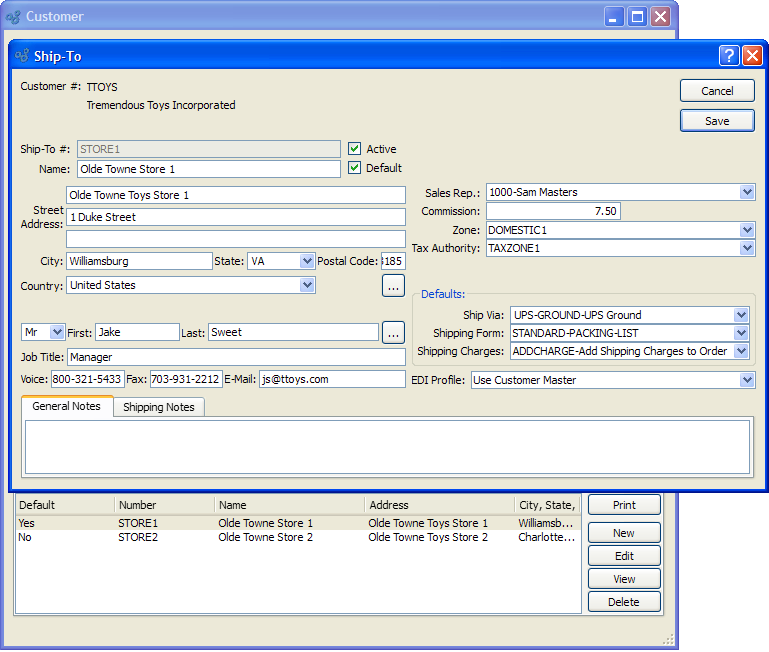 Customer
Ship-To
Customer #: TTOYS
Tremendous Toys Incorporated
Cancel
Save
Ship-To #: STORE1
Active
Name: Olde Towne Store 1
Default
Olde Towne Toys Store 1
Street Address: 1 Duke Street
City: Williamsburg State: VA Postal Code: 185
Country: United States ...
Sales Rep.: 1000-Sam Masters
Commission: 7.50
Zone: DOMESTIC1
Tax Authority: TAXZONE1
Defaults:
Ship Via: UPS-GROUND-UPS Ground
Shipping Form: STANDARD-PACKING-LIST
Shipping Charges: ADDCHARGE-Add Shipping Charges to Order
Mr First: Jake Last: Sweet ...
Job Title: Manager
Voice: 800-321-5433 Fax: 703-931-2212 E-Mail: js@ttoys.com
EDI Profile: Use Customer Master
General Notes Shipping Notes
Default Number Name Address City, State,
Yes STORE1 Olde Towne Store 1 Olde Towne Toys Store 1 Williamsb...
No STORE2 Olde Towne Store 2 Olde Towne Toys Store 2 Charlotte...
Print
New
Edit
View
Delete